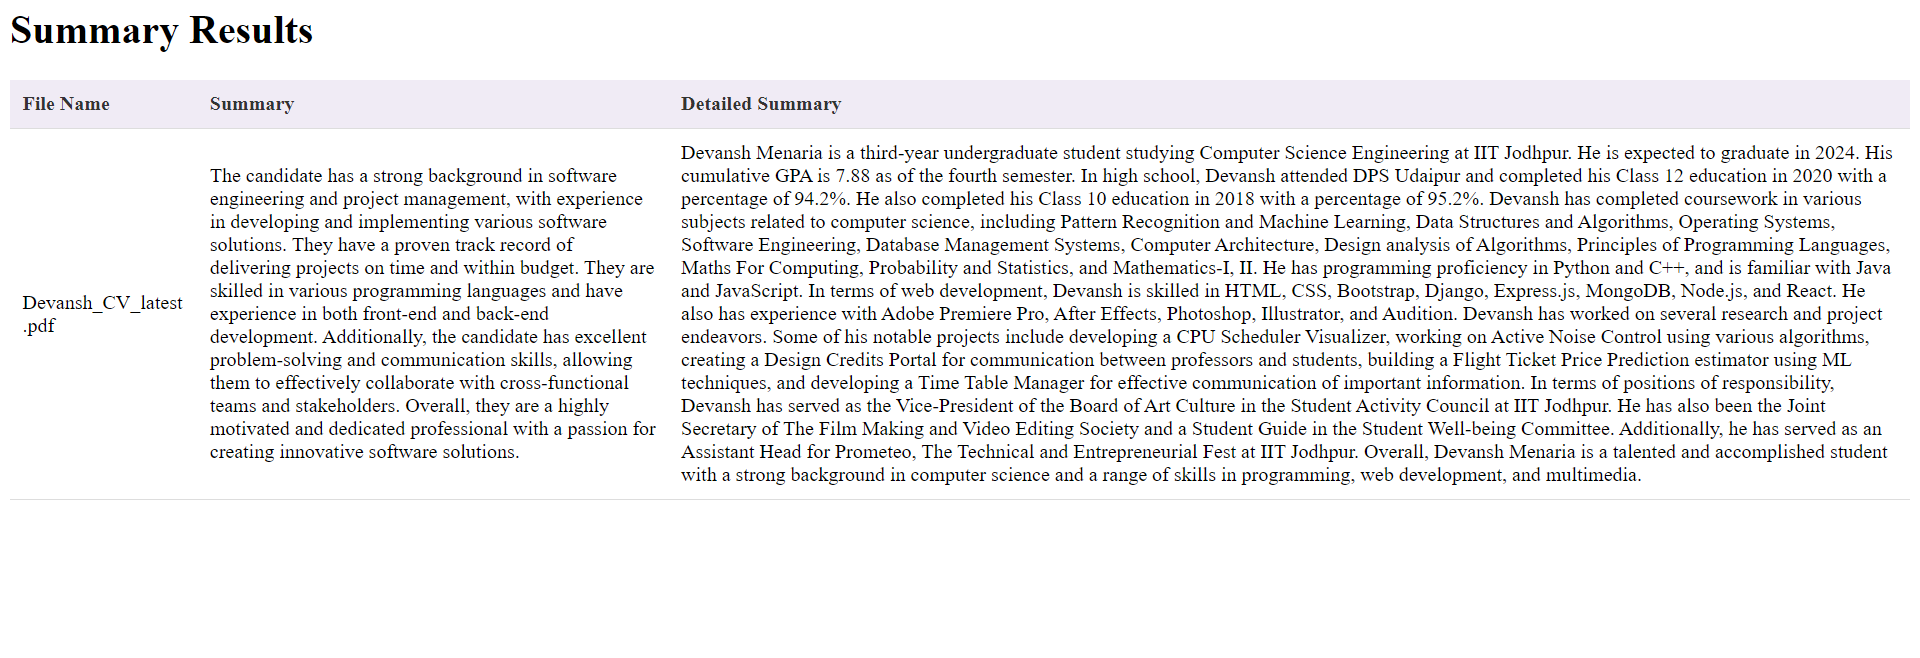 Summary Results
File Name
Summary
Detailed Summary
Devansh_CV_latest
.pdf
The candidate has a strong background in software
engineering and project management, with experience
in developing and implementing various software
solutions. They have a proven track record of
delivering projects on time and within budget. They are
skilled in various programming languages and have
experience in both front-end and back-end
development. Additionally, the candidate has excellent
problem-solving and communication skills, allowing
them to effectively collaborate with cross-functional
teams and stakeholders. Overall, they are a highly
motivated and dedicated professional with a passion for
creating innovative software solutions.
Devansh Menaria is a third-year undergraduate student studying Computer Science Engineering at IIT Jodhpur. He is expected to graduate in 2024. His
cumulative GPA is 7.88 as of the fourth semester. In high school, Devansh attended DPS Udaipur and completed his Class 12 education in 2020 with a
percentage of 94.2%. He also completed his Class 10 education in 2018 with a percentage of 95.2%. Devansh has completed coursework in various
subjects related to computer science, including Pattern Recognition and Machine Learning, Data Structures and Algorithms, Operating Systems,
Software Engineering, Database Management Systems, Computer Architecture, Design analysis of Algorithms, Principles of Programming Languages,
Maths For Computing, Probability and Statistics, and Mathematics-I, II. He has programming proficiency in Python and C++, and is familiar with Java
and JavaScript. In terms of web development, Devansh is skilled in HTML, CSS, Bootstrap, Django, Express.js, MongoDB, Node.js, and React. He
also has experience with Adobe Premiere Pro, After Effects, Photoshop, Illustrator, and Audition. Devansh has worked on several research and project
endeavors. Some of his notable projects include developing a CPU Scheduler Visualizer, working on Active Noise Control using various algorithms,
creating a Design Credits Portal for communication between professors and students, building a Flight Ticket Price Prediction estimator using ML
techniques, and developing a Time Table Manager for effective communication of important information. In terms of positions of responsibility,
Devansh has served as the Vice-President of the Board of Art Culture in the Student Activity Council at IIT Jodhpur. He has also been the Joint
Secretary of The Film Making and Video Editing Society and a Student Guide in the Student Well-being Committee. Additionally, he has served as an
Assistant Head for Prometeo, The Technical and Entrepreneurial Fest at IIT Jodhpur. Overall, Devansh Menaria is a talented and accomplished student
with a strong background in computer science and a range of skills in programming, web development, and multimedia.